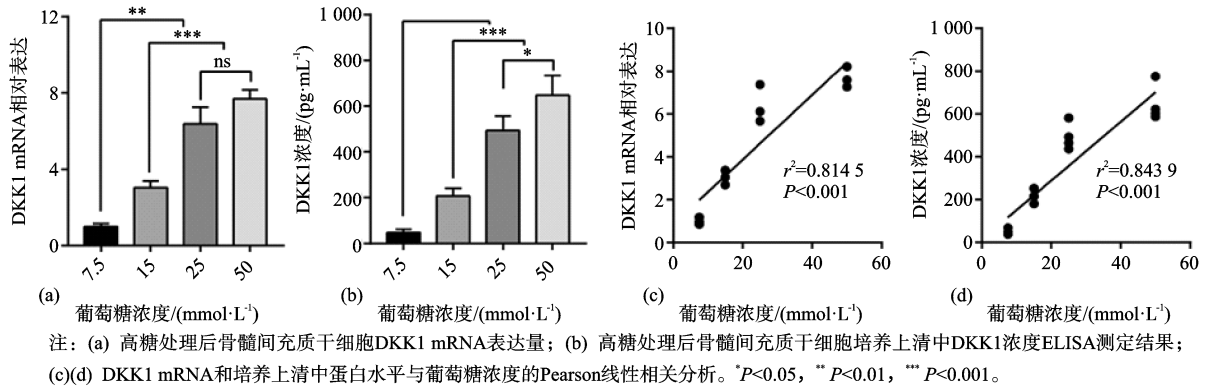 DKK1 mRNA相对表达
12
8
4
0
**
***
ns
7.5
15
25
50
(a)
葡萄糖浓度/(mmol·L⁻¹)
DKK1浓度/(pg·mL⁻¹)
1 000
800
600
400
200
0
***
*
7.5
15
25
50
(b)
葡萄糖浓度/(mmol·L⁻¹)
DKK1 mRNA相对表达
10
8
6
4
2
0
r²=0.814 5
P<0.001
0
20
40
60
(c)
葡萄糖浓度/(mmol·L⁻¹)
DKK1浓度/(pg·mL⁻¹)
1 000
800
600
400
200
0
r²=0.843 9
P<0.001
0
20
40
60
(d)
葡萄糖浓度/(mmol·L⁻¹)
注：(a) 高糖处理后骨髓间充质干细胞DKK1 mRNA表达量；(b) 高糖处理后骨髓间充质干细胞培养上清中DKK1浓度ELISA测定结果；
(c)(d) DKK1 mRNA和培养上清中蛋白水平与葡萄糖浓度的Pearson线性相关分析。*P<0.05，** P<0.01，*** P<0.001。